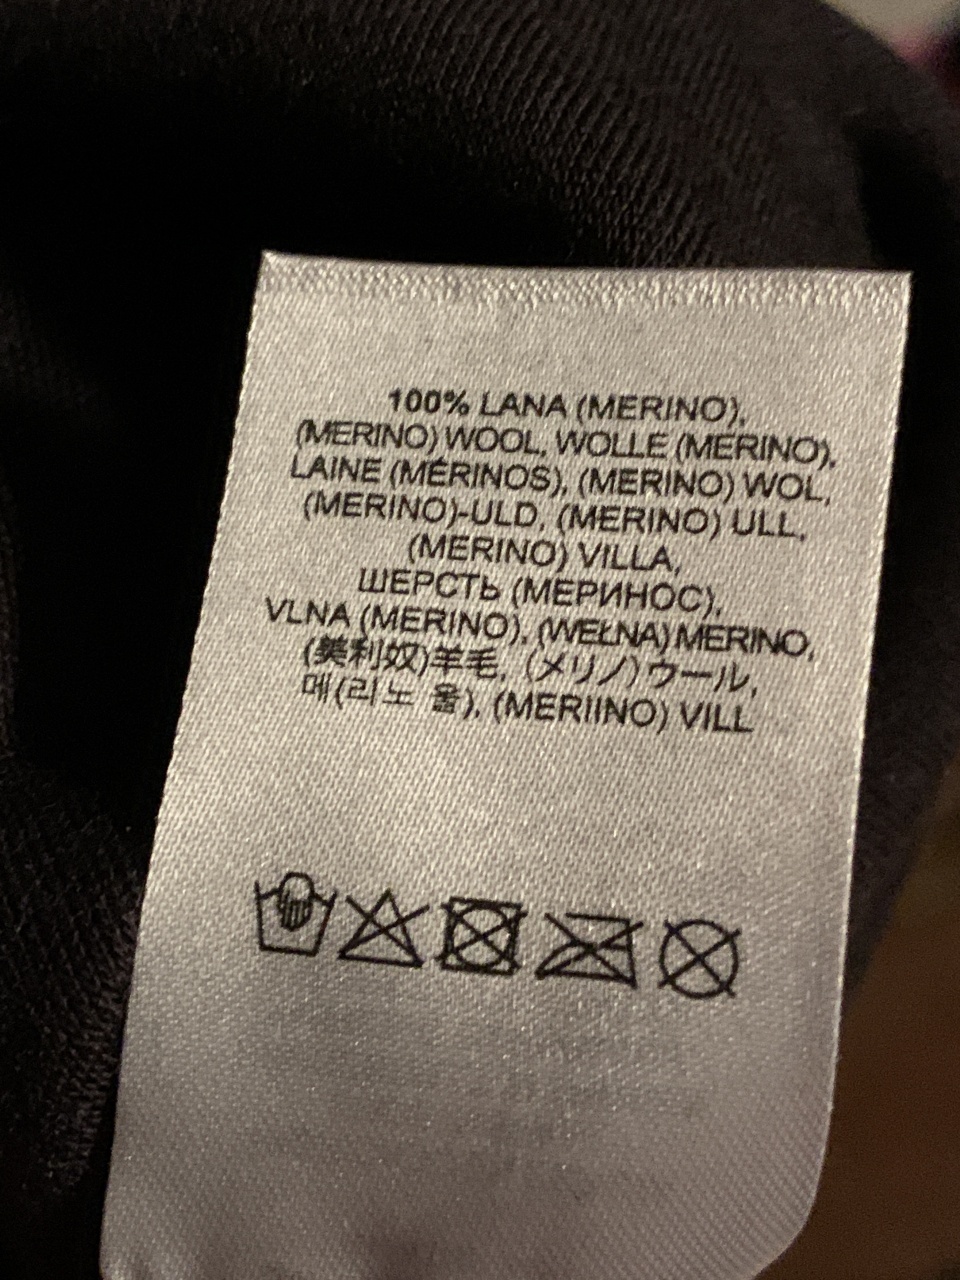 100% LANA (MERINO),
(MERINO) WOOL, WOLLE (MERINO),
LAINE (MÉRINOS), (MERINO) WOL,
(MERINO)-ULD, (MERINO) ULL,
(MERINO) VILLA,
ШЕРСТЬ (МЕРИНОС),
VLNA (MERINO), (WEŁNA) MERINO,
(美利奴)羊毛, (メリノ)ウール,
메(리노 울), (MERIINO) VILL